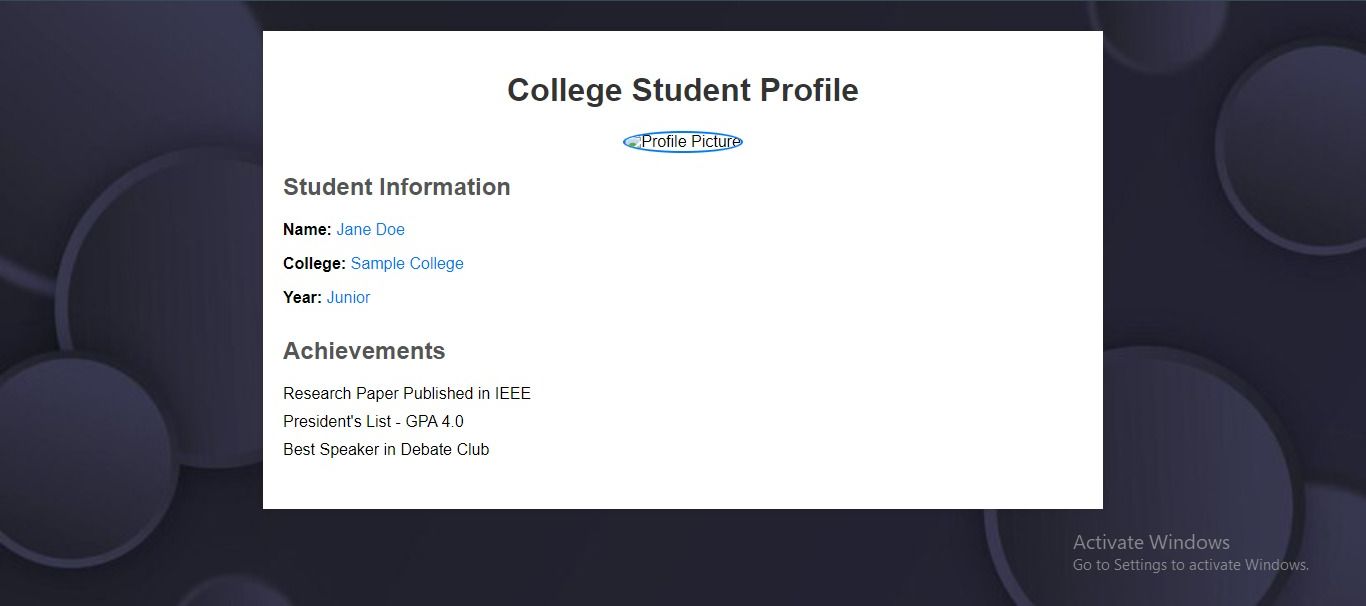 College Student Profile
Profile Picture
Student Information
Name: Jane Doe
College: Sample College
Year: Junior
Achievements
Research Paper Published in IEEE
President's List - GPA 4.0
Best Speaker in Debate Club
Activate Windows
Go to Settings to activate Windows.